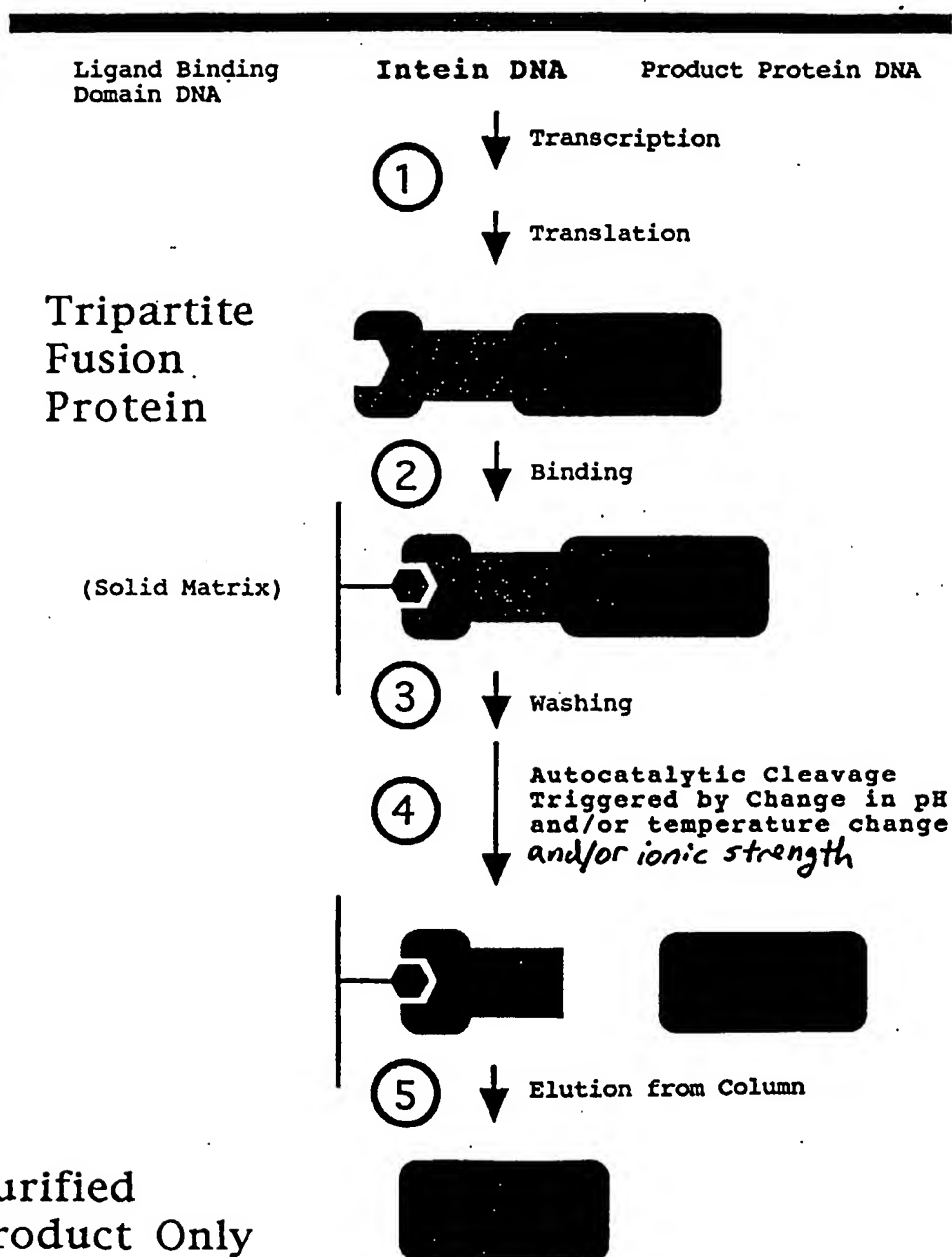 Ligand Binding
Domain DNA
Intein DNA
Product Protein DNA
Transcription
1
Translation
Tripartite
Fusion
Protein
2
Binding
(Solid Matrix)
3
Washing
4
Autocatalytic Cleavage
Triggered by Change in pH
and/or temperature change
and/or ionic strength
5
Elution from Column
urified
roduct Only